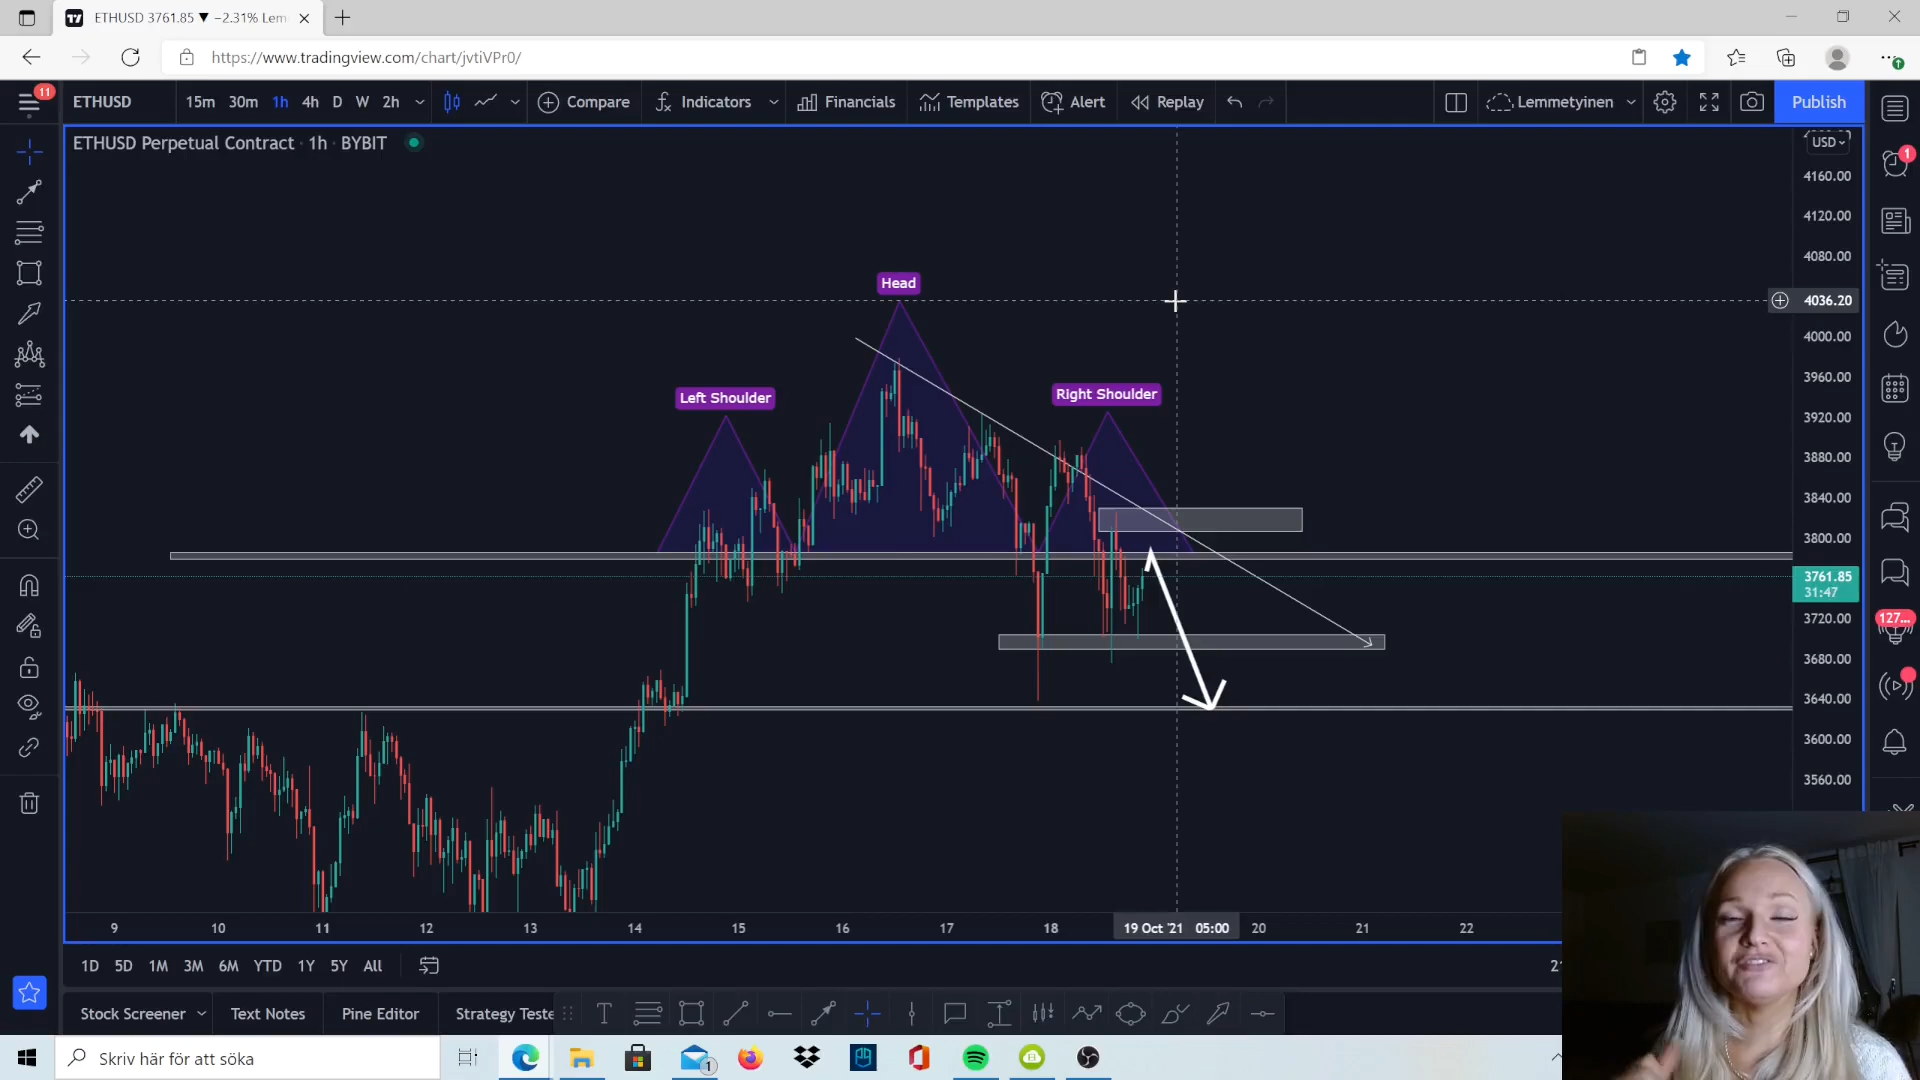 ETHUSD 3761.85 ▼ −2.31% Lem
https://www.tradingview.com/chart/jvtiVPr0/
11
ETHUSD 15m 30m 1h 4h D W 2h Compare Indicators Financials Templates Alert Replay Lemmetyinen Publish
ETHUSD Perpetual Contract · 1h · BYBIT
USD
1
4160.00
4120.00
4080.00
4036.20
4000.00
3960.00
3920.00
3880.00
3840.00
3800.00
3761.85
31:47
3720.00
3680.00
3640.00
3600.00
3560.00
127...
Head
Left Shoulder
Right Shoulder
9 10 11 12 13 14 15 16 17 18 19 Oct '21 05:00 20 21 22
1D 5D 1M 3M 6M YTD 1Y 5Y All
Stock Screener Text Notes Pine Editor Strategy Teste
Skriv här för att söka
1